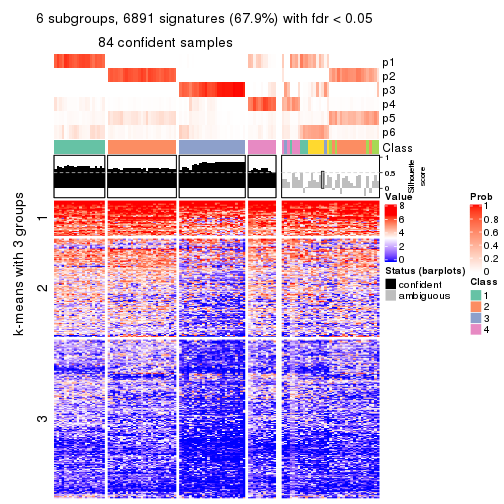 6 subgroups, 6891 signatures (67.9%) with fdr < 0.05
84 confident samples
p1
p2
p3
p4
p5
p6
Class
1
0.5
0
Silhouette
score
k-means with 3 groups
1
2
3
Value
8
6
4
2
0
Status (barplots)
confident
ambiguous
Prob
1
0.8
0.6
0.4
0.2
0
Class
1
2
3
4